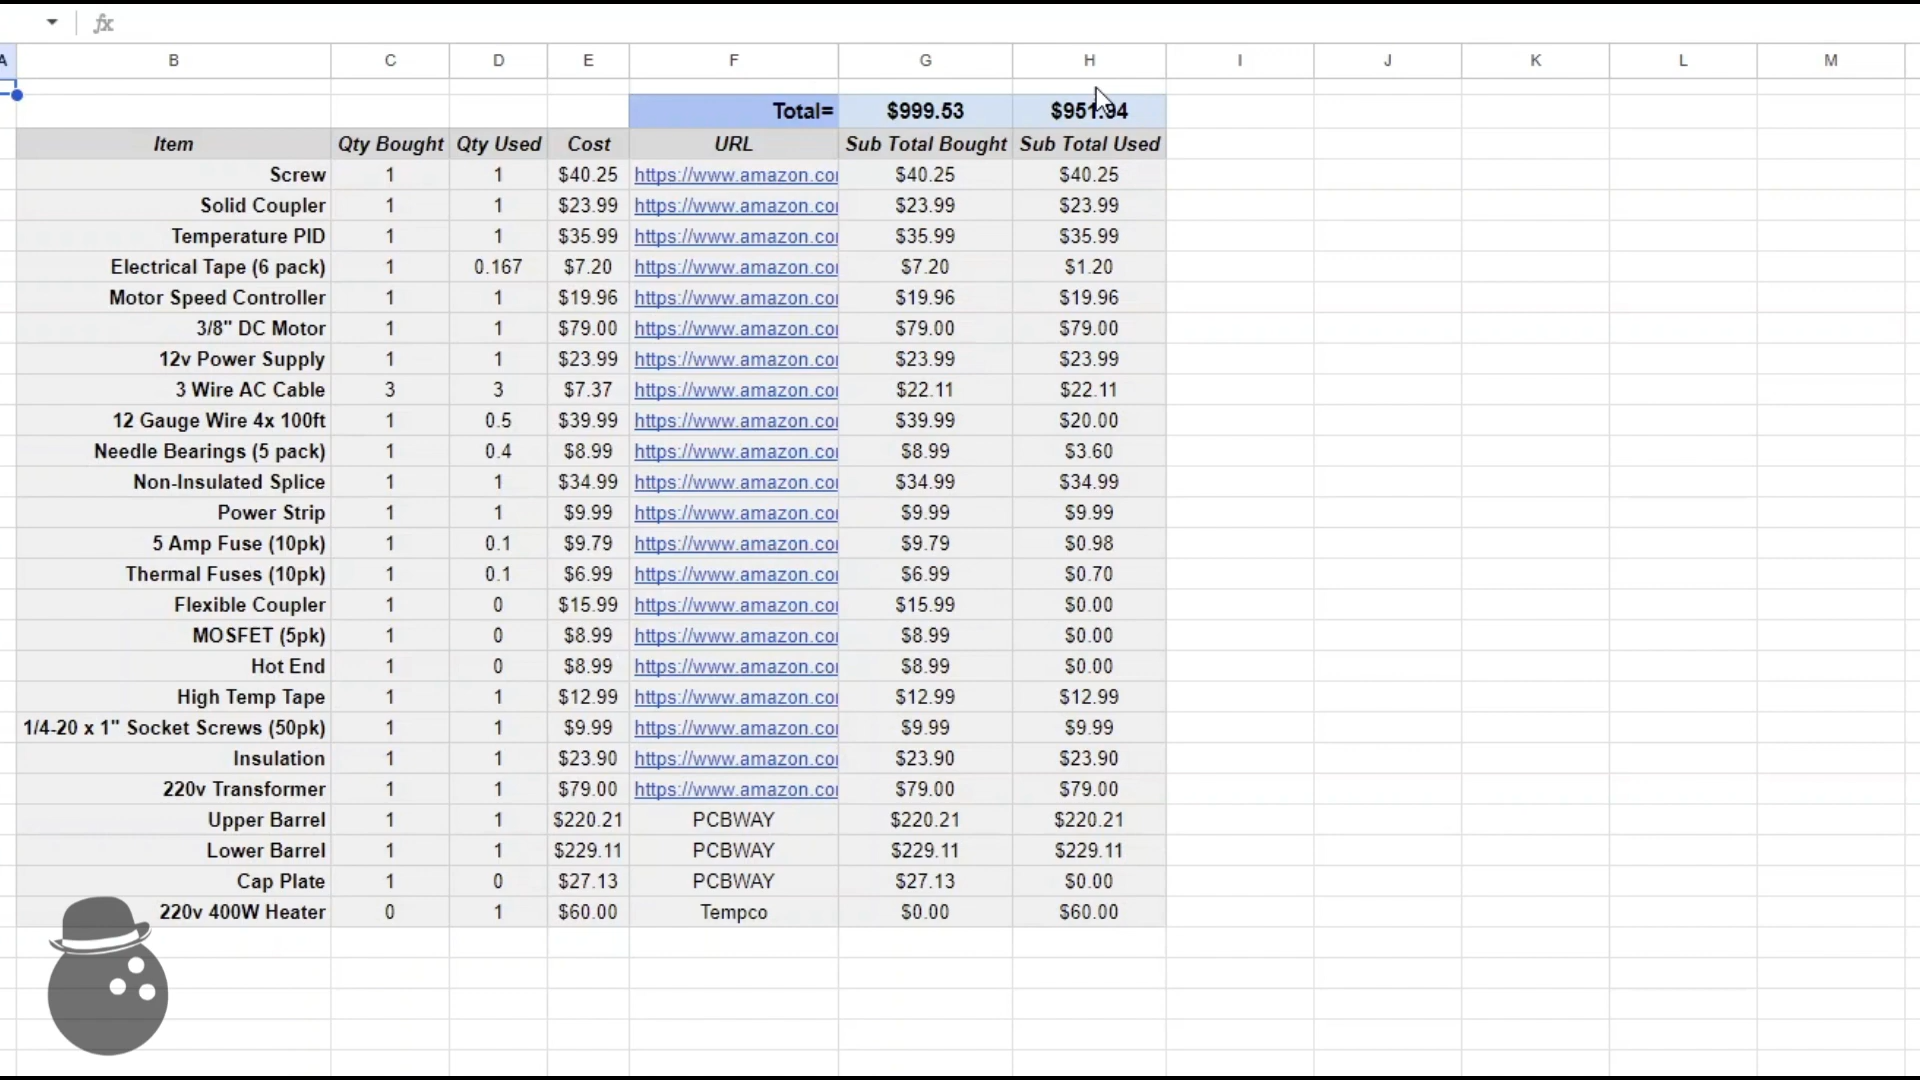 fx
A B C D E F G H I J K L M
Total= $999.53 $951.94
Item Qty Bought Qty Used Cost URL Sub Total Bought Sub Total Used
Screw 1 1 $40.25 https://www.amazon.co $40.25 $40.25
Solid Coupler 1 1 $23.99 https://www.amazon.co $23.99 $23.99
Temperature PID 1 1 $35.99 https://www.amazon.co $35.99 $35.99
Electrical Tape (6 pack) 1 0.167 $7.20 https://www.amazon.co $7.20 $1.20
Motor Speed Controller 1 1 $19.96 https://www.amazon.co $19.96 $19.96
3/8" DC Motor 1 1 $79.00 https://www.amazon.co $79.00 $79.00
12v Power Supply 1 1 $23.99 https://www.amazon.co $23.99 $23.99
3 Wire AC Cable 3 3 $7.37 https://www.amazon.co $22.11 $22.11
12 Gauge Wire 4x 100ft 1 0.5 $39.99 https://www.amazon.co $39.99 $20.00
Needle Bearings (5 pack) 1 0.4 $8.99 https://www.amazon.co $8.99 $3.60
Non-Insulated Splice 1 1 $34.99 https://www.amazon.co $34.99 $34.99
Power Strip 1 1 $9.99 https://www.amazon.co $9.99 $9.99
5 Amp Fuse (10pk) 1 0.1 $9.79 https://www.amazon.co $9.79 $0.98
Thermal Fuses (10pk) 1 0.1 $6.99 https://www.amazon.co $6.99 $0.70
Flexible Coupler 1 0 $15.99 https://www.amazon.co $15.99 $0.00
MOSFET (5pk) 1 0 $8.99 https://www.amazon.co $8.99 $0.00
Hot End 1 0 $8.99 https://www.amazon.co $8.99 $0.00
High Temp Tape 1 1 $12.99 https://www.amazon.co $12.99 $12.99
1/4-20 x 1" Socket Screws (50pk) 1 1 $9.99 https://www.amazon.co $9.99 $9.99
Insulation 1 1 $23.90 https://www.amazon.co $23.90 $23.90
220v Transformer 1 1 $79.00 https://www.amazon.co $79.00 $79.00
Upper Barrel 1 1 $220.21 PCBWAY $220.21 $220.21
Lower Barrel 1 1 $229.11 PCBWAY $229.11 $229.11
Cap Plate 1 0 $27.13 PCBWAY $27.13 $0.00
220v 400W Heater 0 1 $60.00 Tempco $0.00 $60.00